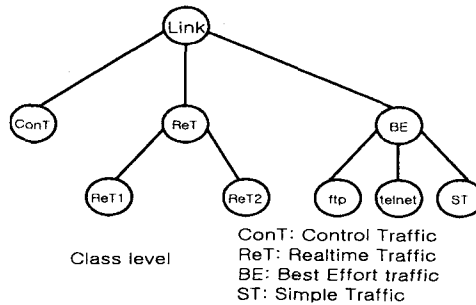 Link
ConT
ReT
BE
ReT1
ReT2
ftp
telnet
ST
Class level
ConT: Control Traffic
ReT: Realtime Traffic
BE: Best Effort traffic
ST: Simple Traffic